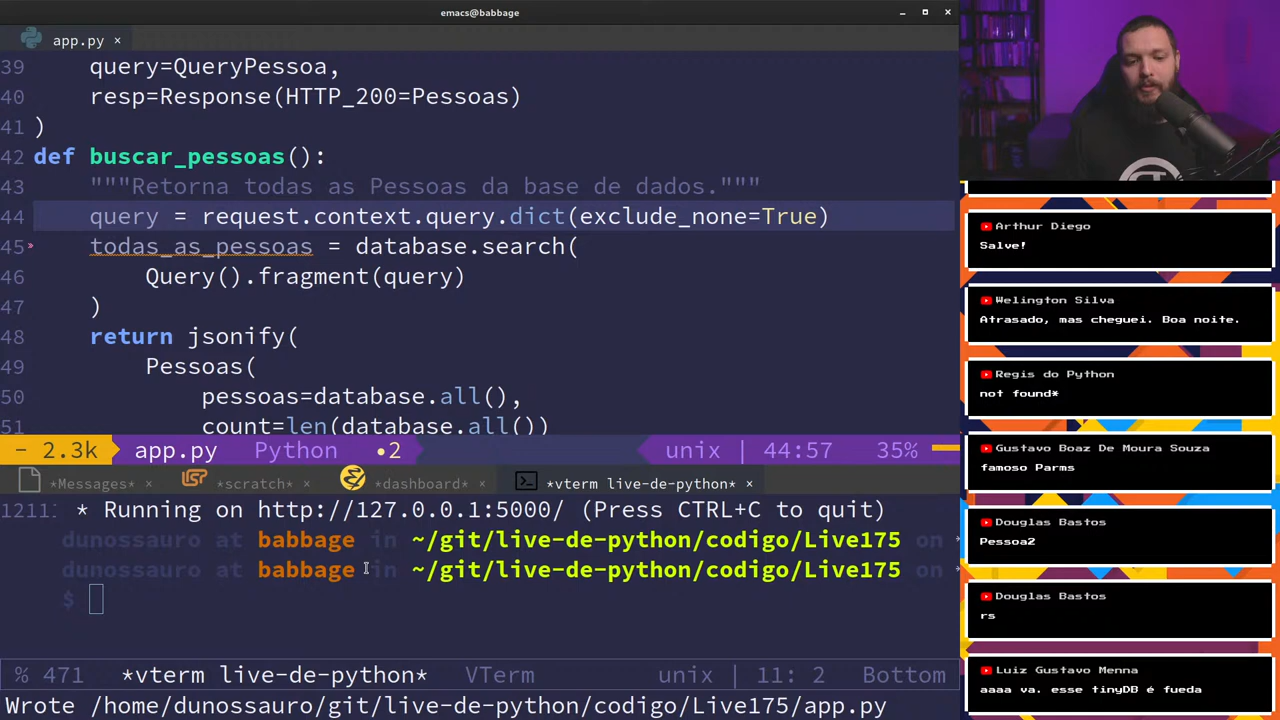 emacs@babbage
app.py ×
39 query=QueryPessoa,
40 resp=Response(HTTP_200=Pessoas)
41 )
42 def buscar_pessoas():
43 """Retorna todas as Pessoas da base de dados."""
44 query = request.context.query.dict(exclude_none=True)
45 todas_as_pessoas = database.search(
46 Query().fragment(query)
47 )
48 return jsonify(
49 Pessoas(
50 pessoas=database.all(),
51 count=len(database.all())
- 2.3k app.py Python •2 unix | 44:57 35%
*Messages* × *scratch* × *dashboard* × *vterm live-de-python* ×
12111: * Running on http://127.0.0.1:5000/ (Press CTRL+C to quit)
dunossauro at babbage in ~/git/live-de-python/codigo/Live175 on
dunossauro at babbage in ~/git/live-de-python/codigo/Live175 on
$
% 471 *vterm live-de-python* VTerm unix | 11: 2 Bottom
Wrote /home/dunossauro/git/live-de-python/codigo/Live175/app.py
Arthur Diego
Salve!
Welington Silva
Atrasado, mas cheguei. Boa noite.
Regis do Python
not found*
Gustavo Boaz De Moura Souza
famoso Parms
Douglas Bastos
Pessoa2
Douglas Bastos
rs
Luiz Gustavo Menna
aaaa va. esse tinyDB é fueda